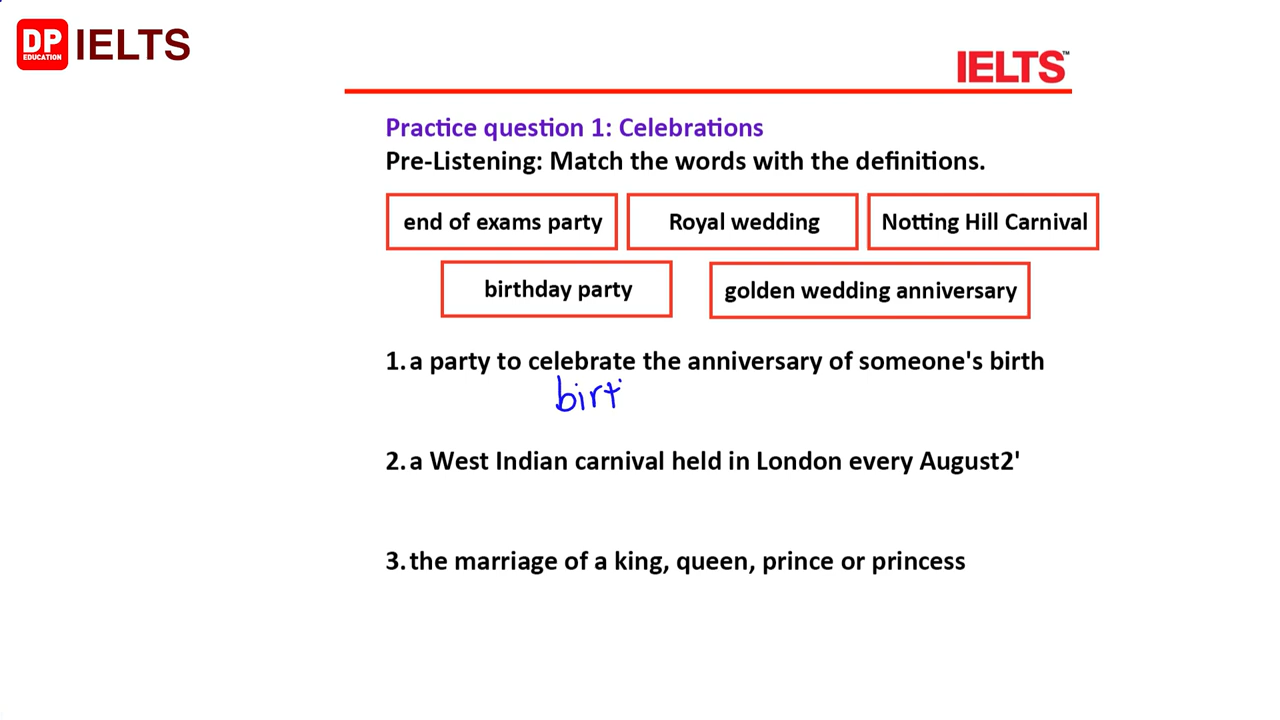 DP
EDUCATION
IELTS
IELTS™
Practice question 1: Celebrations
Pre-Listening: Match the words with the definitions.
end of exams party
Royal wedding
Notting Hill Carnival
birthday party
golden wedding anniversary
1. a party to celebrate the anniversary of someone's birth
birt
2. a West Indian carnival held in London every August2'
3. the marriage of a king, queen, prince or princess